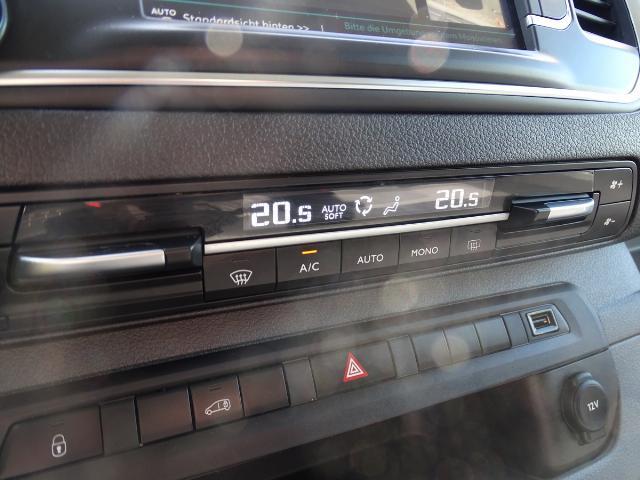 AUTO
Standardsicht hinten >>
Bitte die Umgebung
20.5 AUTO SOFT 20.5
A/C AUTO MONO
12V